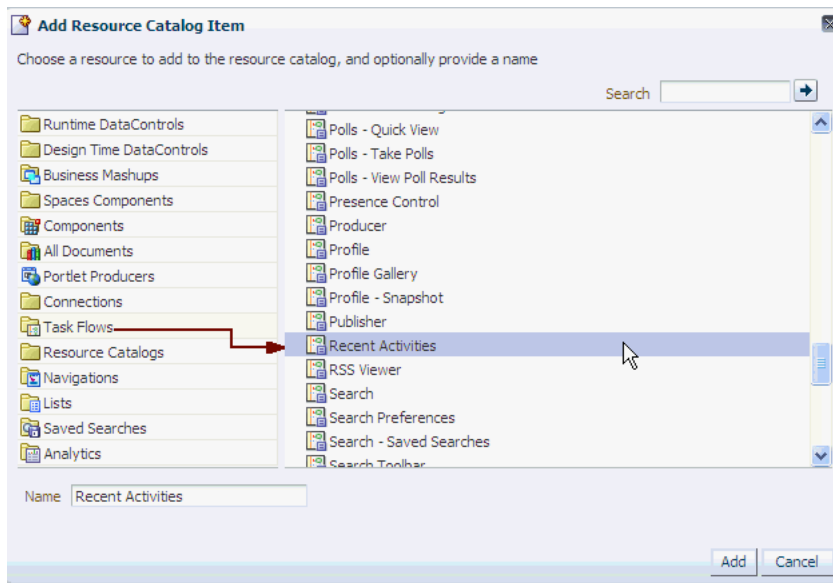 Add Resource Catalog Item
Choose a resource to add to the resource catalog, and optionally provide a name
Search
Runtime DataControls
Design Time DataControls
Business Mashups
Spaces Components
Components
All Documents
Portlet Producers
Connections
Task Flows
Resource Catalogs
Navigations
Lists
Saved Searches
Analytics
Polls - Quick View
Polls - Take Polls
Polls - View Poll Results
Presence Control
Producer
Profile
Profile Gallery
Profile - Snapshot
Publisher
Recent Activities
RSS Viewer
Search
Search Preferences
Search - Saved Searches
Search Toolbar
Name Recent Activities
Add Cancel